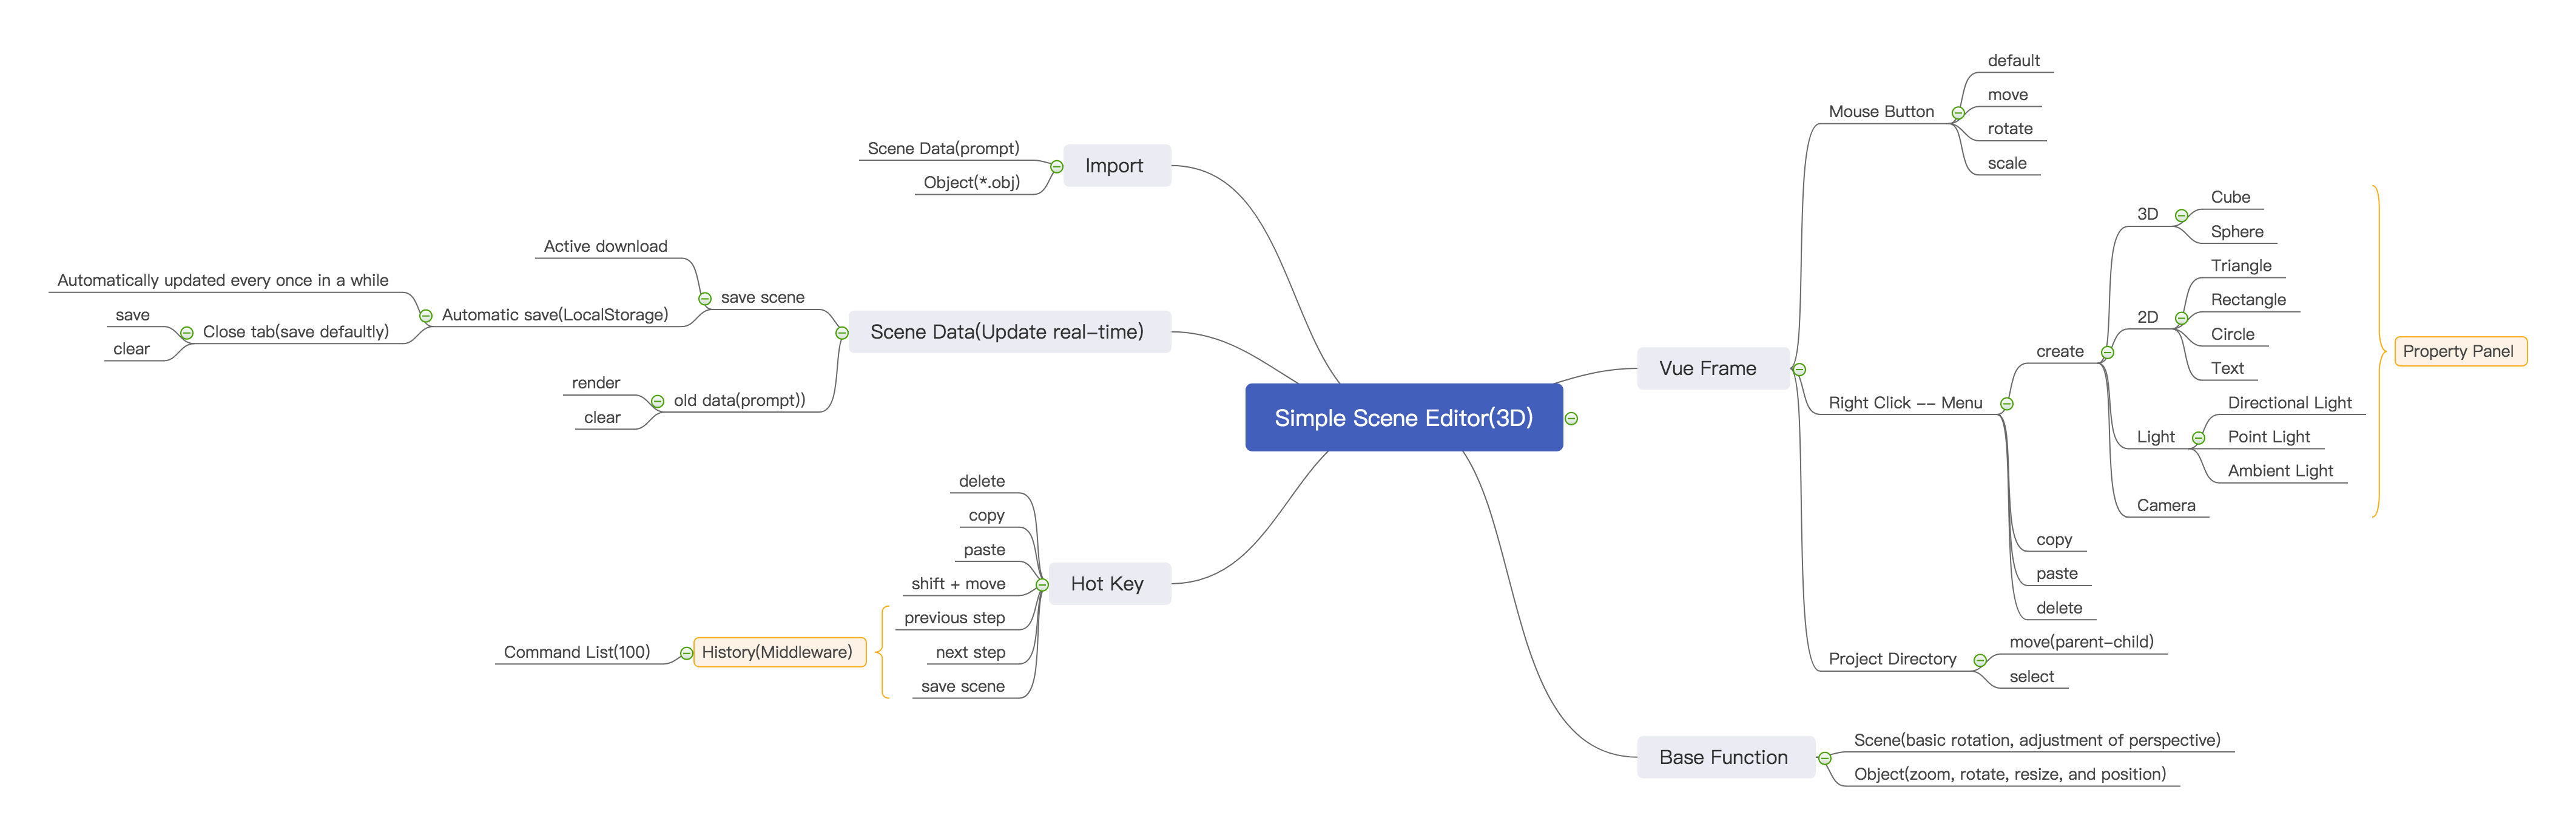 Simple Scene Editor(3D)
Import
Scene Data(prompt)
Object(*.obj)
Scene Data(Update real-time)
save scene
Active download
Automatic save(LocalStorage)
Automatically updated every once in a while
Close tab(save defaultly)
save
clear
old data(prompt))
render
clear
Hot Key
delete
copy
paste
shift + move
previous step
next step
save scene
History(Middleware)
Command List(100)
Vue Frame
Mouse Button
default
move
rotate
scale
Right Click -- Menu
create
3D
Cube
Sphere
2D
Triangle
Rectangle
Circle
Text
Light
Directional Light
Point Light
Ambient Light
Camera
Property Panel
copy
paste
delete
Project Directory
move(parent-child)
select
Base Function
Scene(basic rotation, adjustment of perspective)
Object(zoom, rotate, resize, and position)